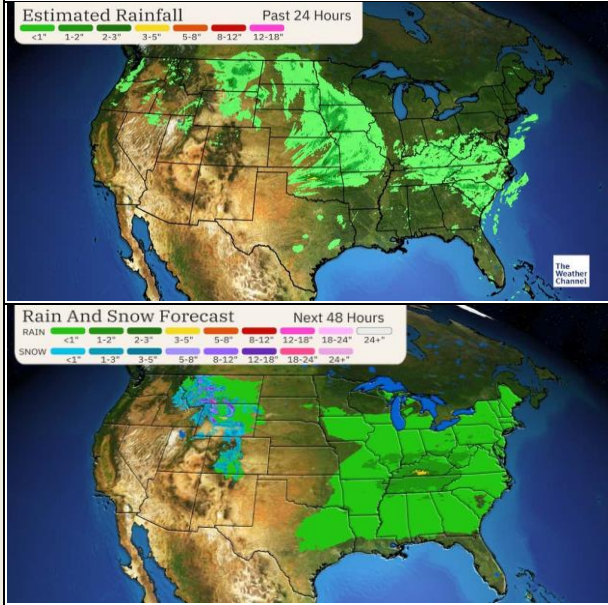 Estimated Rainfall Past 24 Hours
<1" 1-2" 2-3" 3-5" 5-8" 8-12" 12-18"
The
Weather
Channel
Rain And Snow Forecast Next 48 Hours
RAIN
<1" 1-2" 2-3" 3-5" 5-8" 8-12" 12-18" 18-24" 24+"
SNOW
<1" 1-3" 3-5" 5-8" 8-12" 12-18" 18-24" 24+"